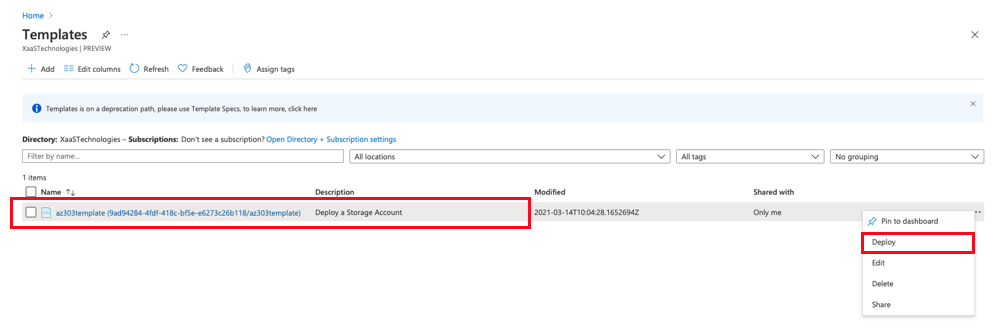 Home >
Templates ...
XaaSTechnologies | PREVIEW
+ Add Edit columns Refresh Feedback Assign tags
Templates is on a deprecation path, please use Template Specs, to learn more, click here
Directory: XaaSTechnologies – Subscriptions: Don't see a subscription? Open Directory + Subscription settings
Filter by name... All locations All tags No grouping
1 items
Name ↑↓ Description Modified Shared with
az303template (9ad94284-4fdf-418c-bf5e-e6273c26b118/az303template) Deploy a Storage Account 2021-03-14T10:04:28.1652694Z Only me ...
Pin to dashboard
Deploy
Edit
Delete
Share